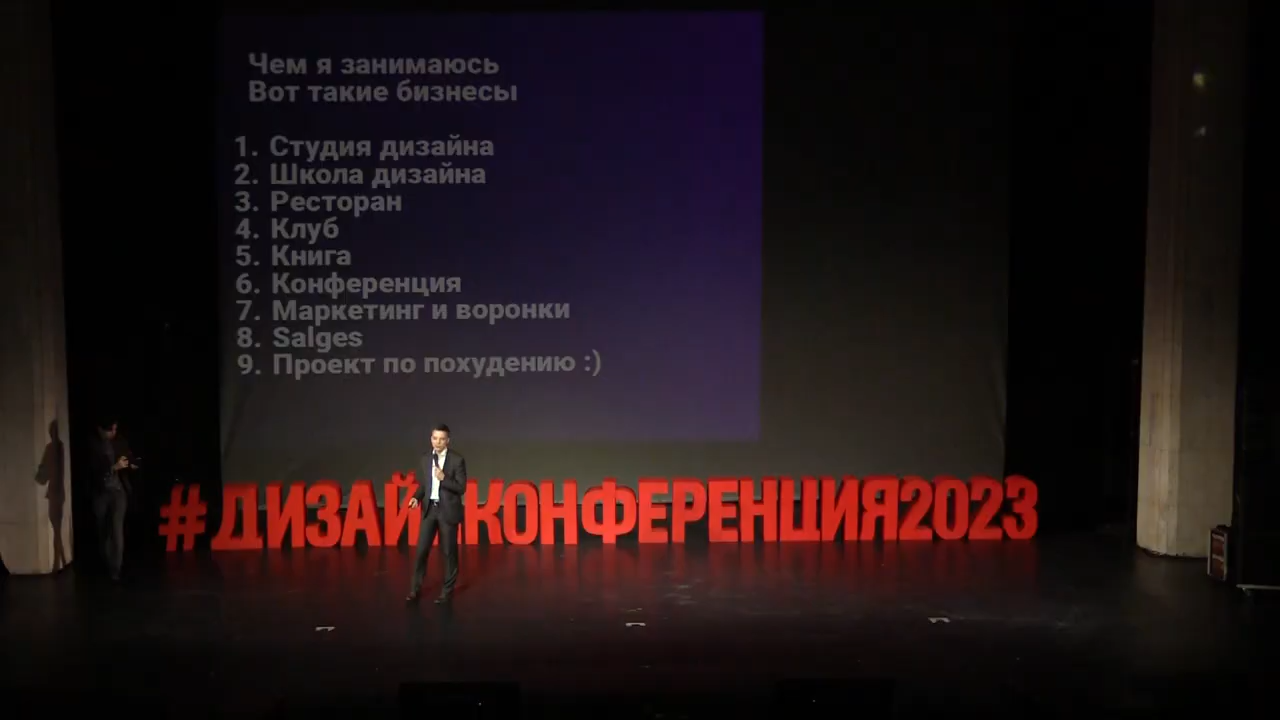 Чем я занимаюсь
Вот такие бизнесы
1. Студия дизайна
2. Школа дизайна
3. Ресторан
4. Клуб
5. Книга
6. Конференция
7. Маркетинг и воронки
8. Salges
9. Проект по похудению :)
#ДИЗАЙ КОНФЕРЕНЦИЯ2023